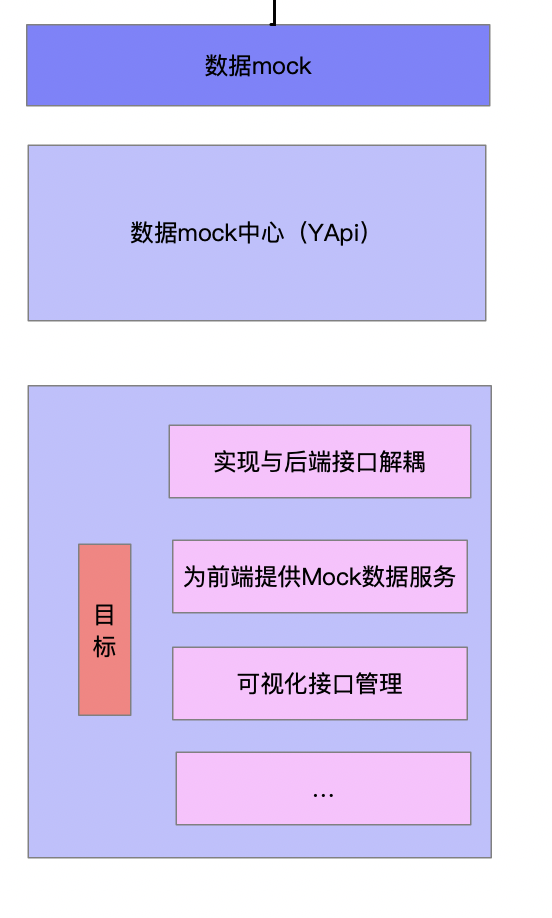 数据mock
数据mock中心（YApi）
实现与后端接口解耦
为前端提供Mock数据服务
目
标
可视化接口管理
...